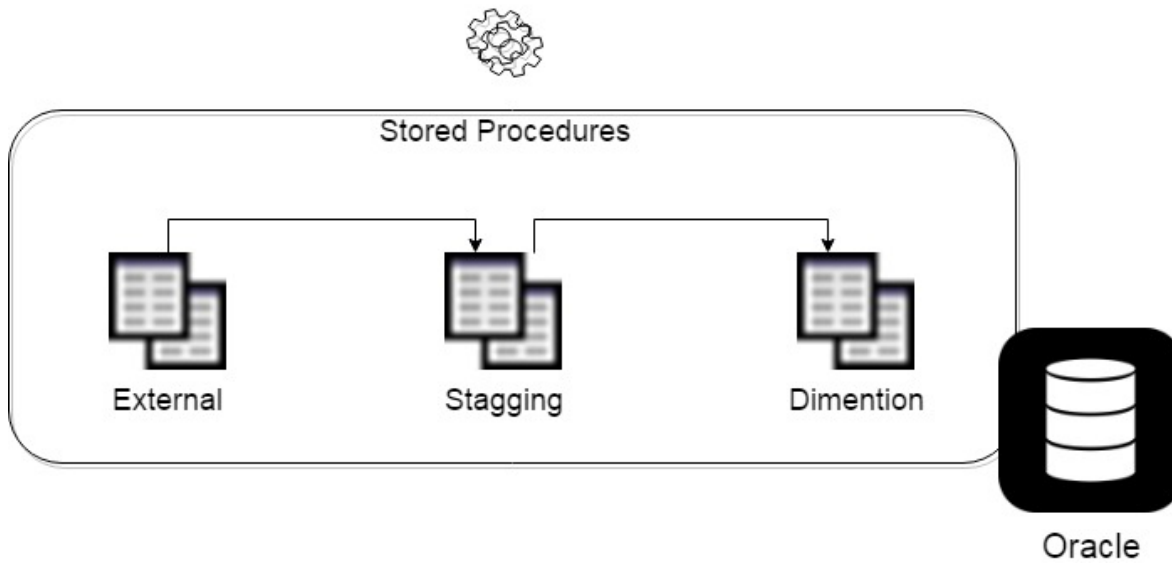 Stored Procedures
External
Stagging
Dimention
Oracle